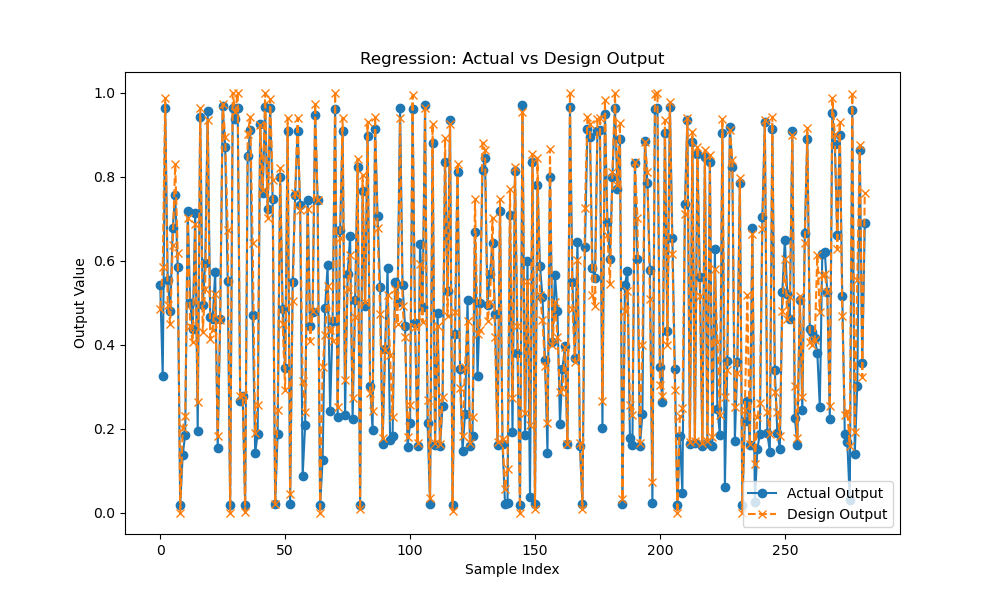 Regression: Actual vs Design Output
Output Value
1.0
0.8
0.6
0.4
0.2
0.0
0
50
100
150
200
250
Sample Index
Actual Output
Design Output